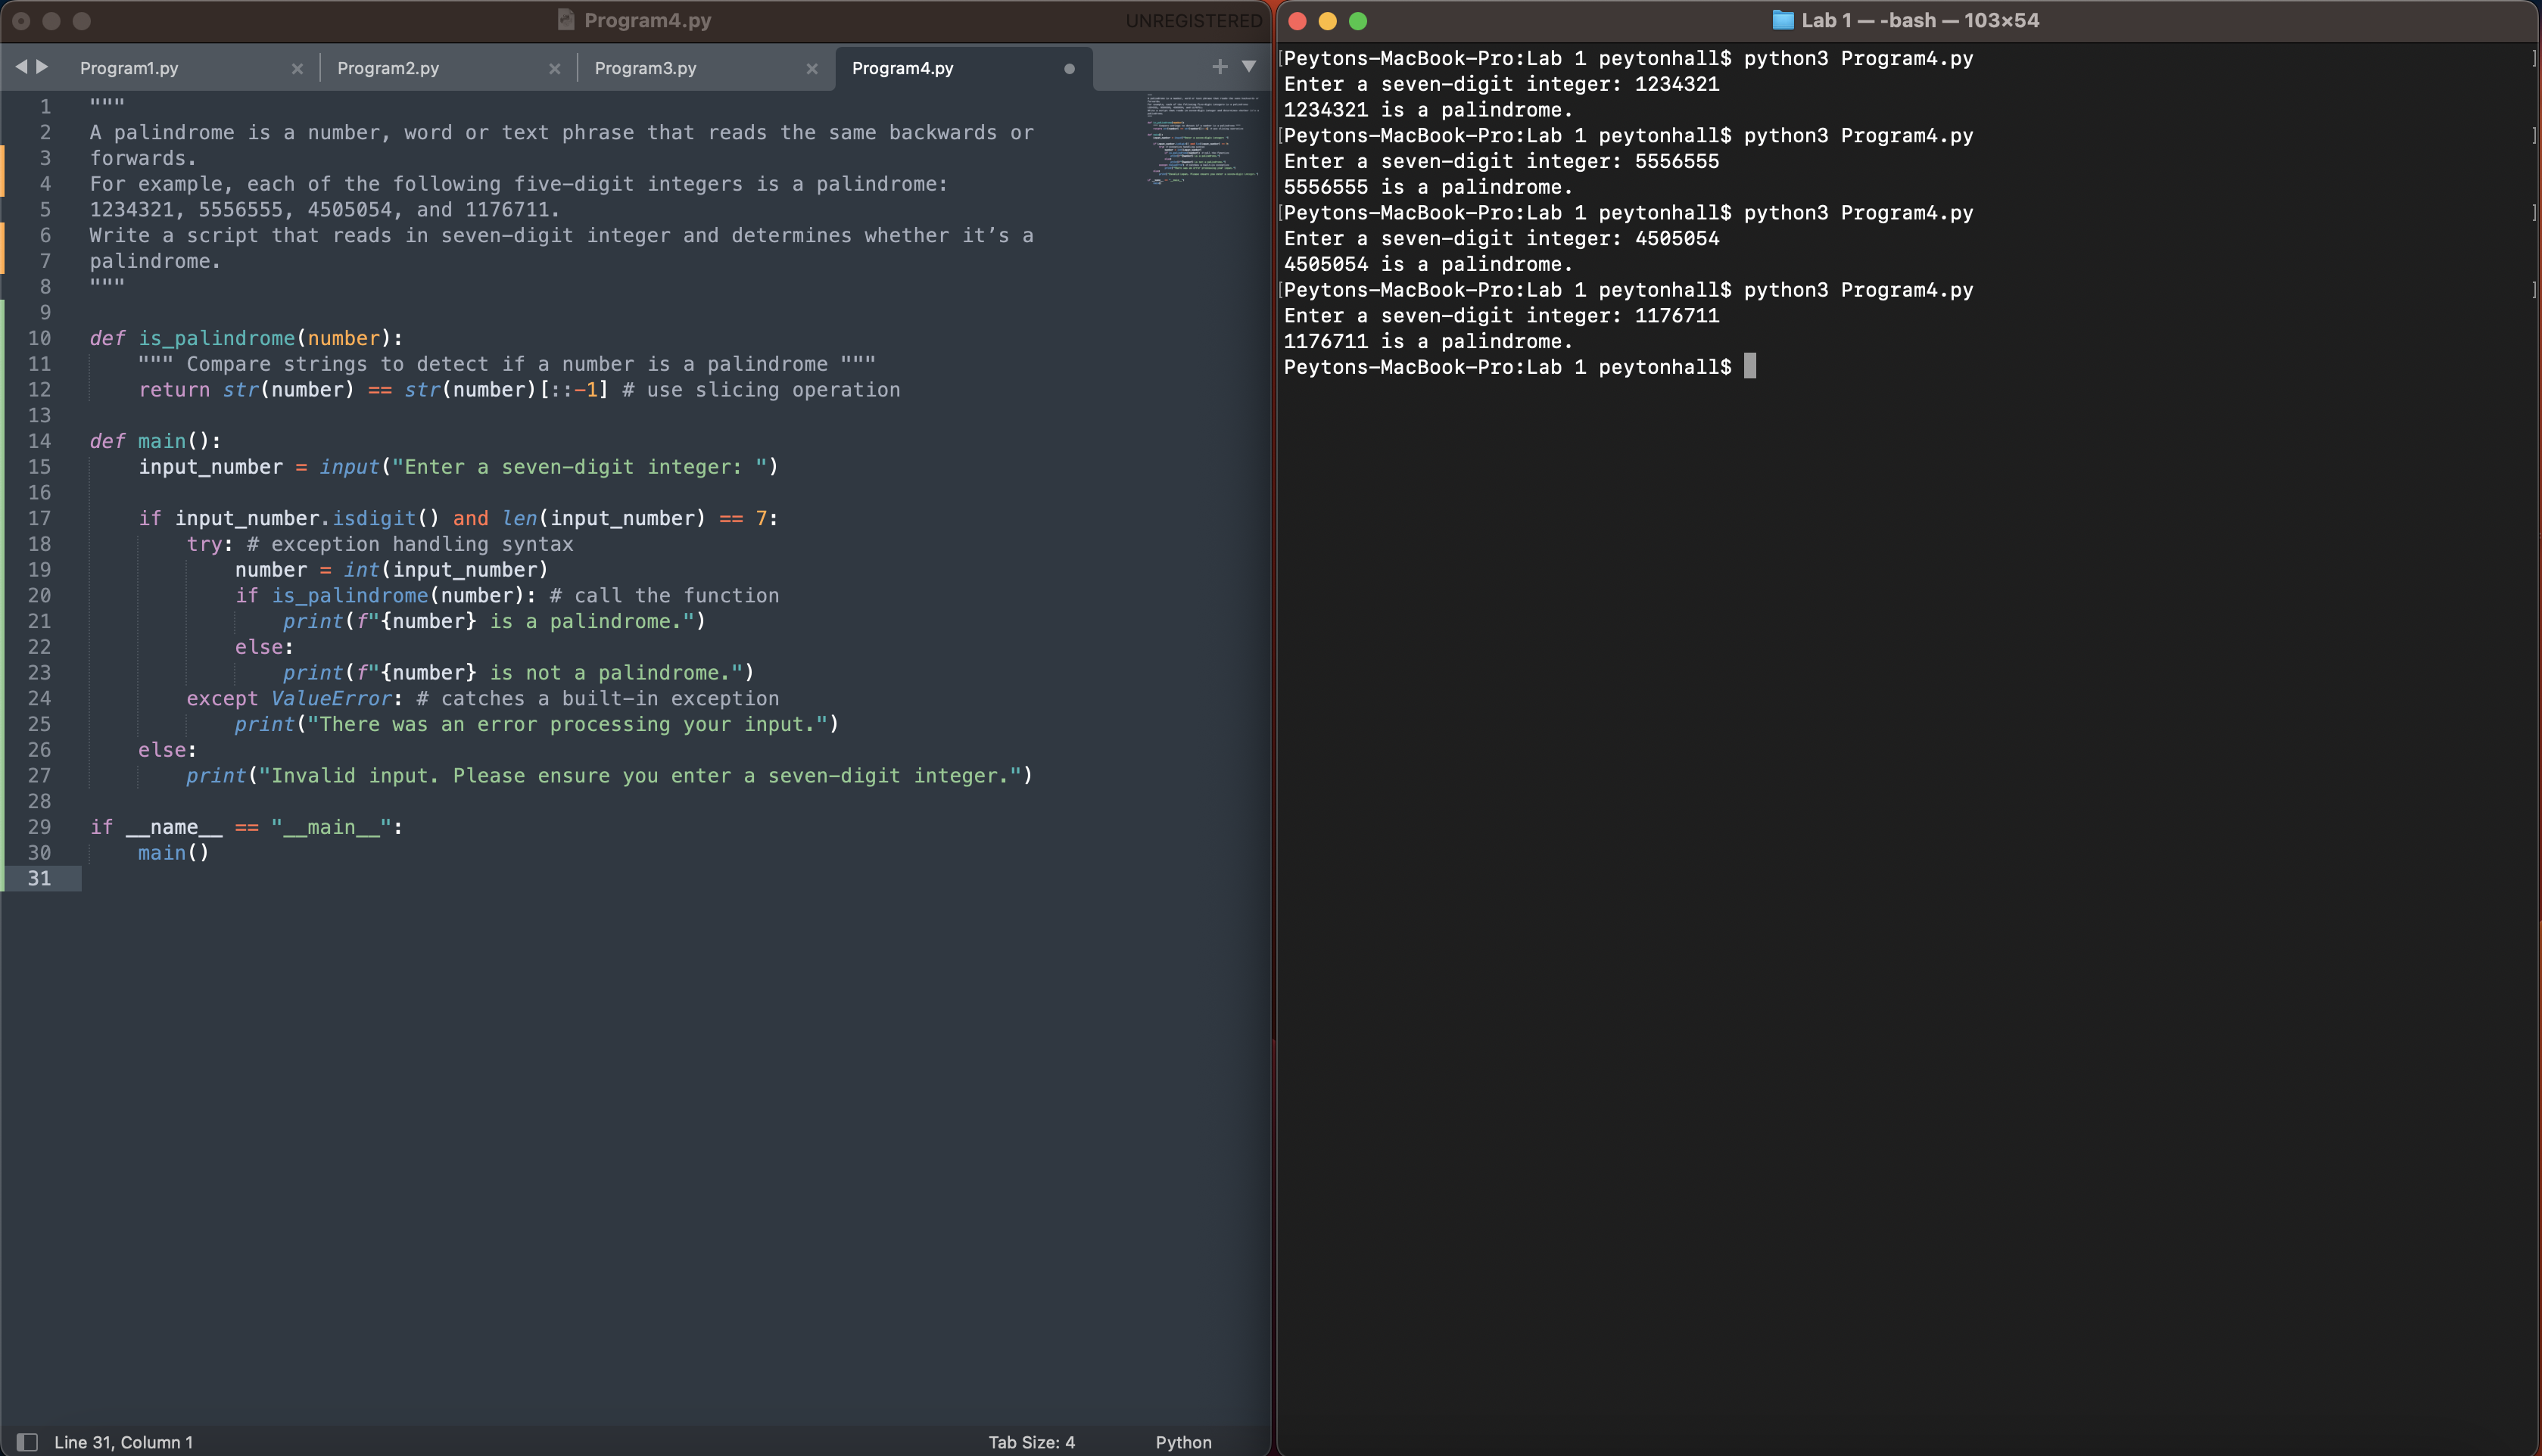 Program4.py
UNREGISTERED
Program1.py
Program2.py
Program3.py
Program4.py
1 """
2 A palindrome is a number, word or text phrase that reads the same backwards or
3 forwards.
4 For example, each of the following five-digit integers is a palindrome:
5 1234321, 5556555, 4505054, and 1176711.
6 Write a script that reads in seven-digit integer and determines whether it’s a
7 palindrome.
8 """
9
10 def is_palindrome(number):
11     """ Compare strings to detect if a number is a palindrome """
12     return str(number) == str(number)[::-1] # use slicing operation
13
14 def main():
15     input_number = input("Enter a seven-digit integer: ")
16
17     if input_number.isdigit() and len(input_number) == 7:
18         try: # exception handling syntax
19             number = int(input_number)
20             if is_palindrome(number): # call the function
21                 print(f"{number} is a palindrome.")
22             else:
23                 print(f"{number} is not a palindrome.")
24         except ValueError: # catches a built-in exception
25             print("There was an error processing your input.")
26     else:
27         print("Invalid input. Please ensure you enter a seven-digit integer.")
28
29 if __name__ == "__main__":
30     main()
31
Line 31, Column 1
Tab Size: 4
Python
Lab 1 — -bash — 103×54
[Peytons-MacBook-Pro:Lab 1 peytonhall$ python3 Program4.py ]
Enter a seven-digit integer: 1234321
1234321 is a palindrome.
[Peytons-MacBook-Pro:Lab 1 peytonhall$ python3 Program4.py ]
Enter a seven-digit integer: 5556555
5556555 is a palindrome.
[Peytons-MacBook-Pro:Lab 1 peytonhall$ python3 Program4.py ]
Enter a seven-digit integer: 4505054
4505054 is a palindrome.
[Peytons-MacBook-Pro:Lab 1 peytonhall$ python3 Program4.py ]
Enter a seven-digit integer: 1176711
1176711 is a palindrome.
Peytons-MacBook-Pro:Lab 1 peytonhall$